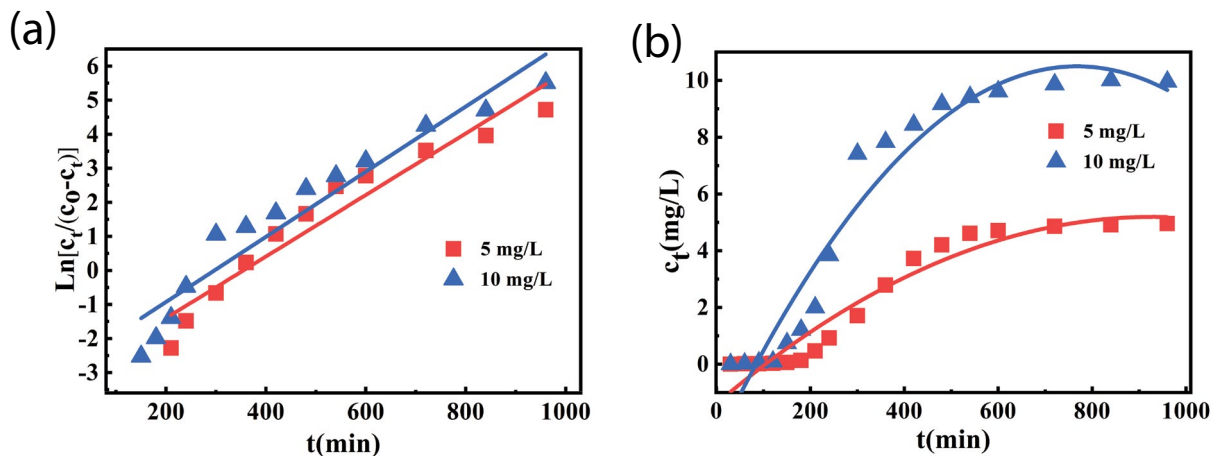 (a)
6
5
4
3
2
1
0
-1
-2
-3
Ln[ct/(c0-ct)]
5 mg/L
10 mg/L
200 400 600 800 1000
t(min)
(b)
10
8
6
4
2
0
ct(mg/L)
5 mg/L
10 mg/L
0 200 400 600 800 1000
t(min)